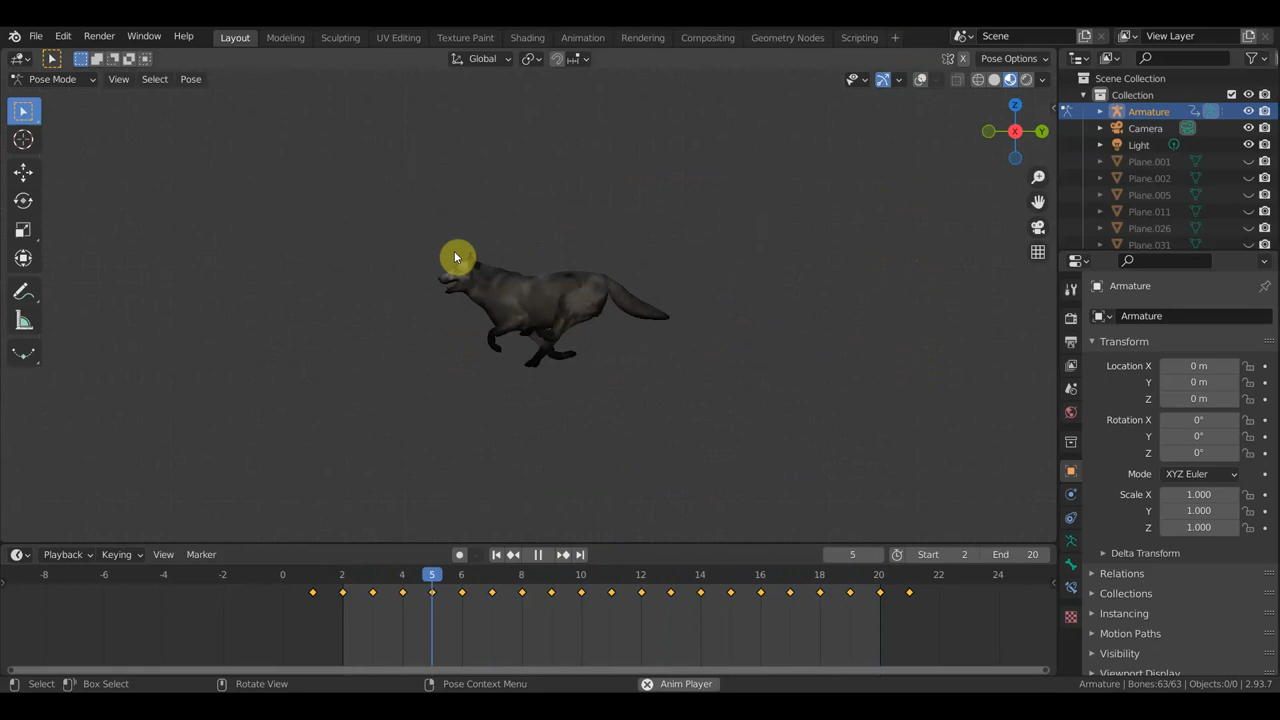 File Edit Render Window Help Layout Modeling Sculpting UV Editing Texture Paint Shading Animation Rendering Compositing Geometry Nodes Scripting + Scene View Layer
Global Pose Options
Pose Mode View Select Pose
Z
X
Y
Scene Collection
Collection
Armature
Camera
Light
Plane.001
Plane.002
Plane.005
Plane.011
Plane.026
Plane.031
Armature
Armature
Transform
Location X 0 m
Y 0 m
Z 0 m
Rotation X 0°
Y 0°
Z 0°
Mode XYZ Euler
Scale X 1.000
Y 1.000
Z 1.000
Delta Transform
Relations
Collections
Instancing
Motion Paths
Visibility
Viewport Display
Playback Keying View Marker 5 Start 2 End 20
-8 -6 -4 -2 0 2 4 5 6 8 10 12 14 16 18 20 22 24
Select Box Select Rotate View Pose Context Menu Anim Player Armature | Bones:63/63 | Objects:0/0 | 2.93.7